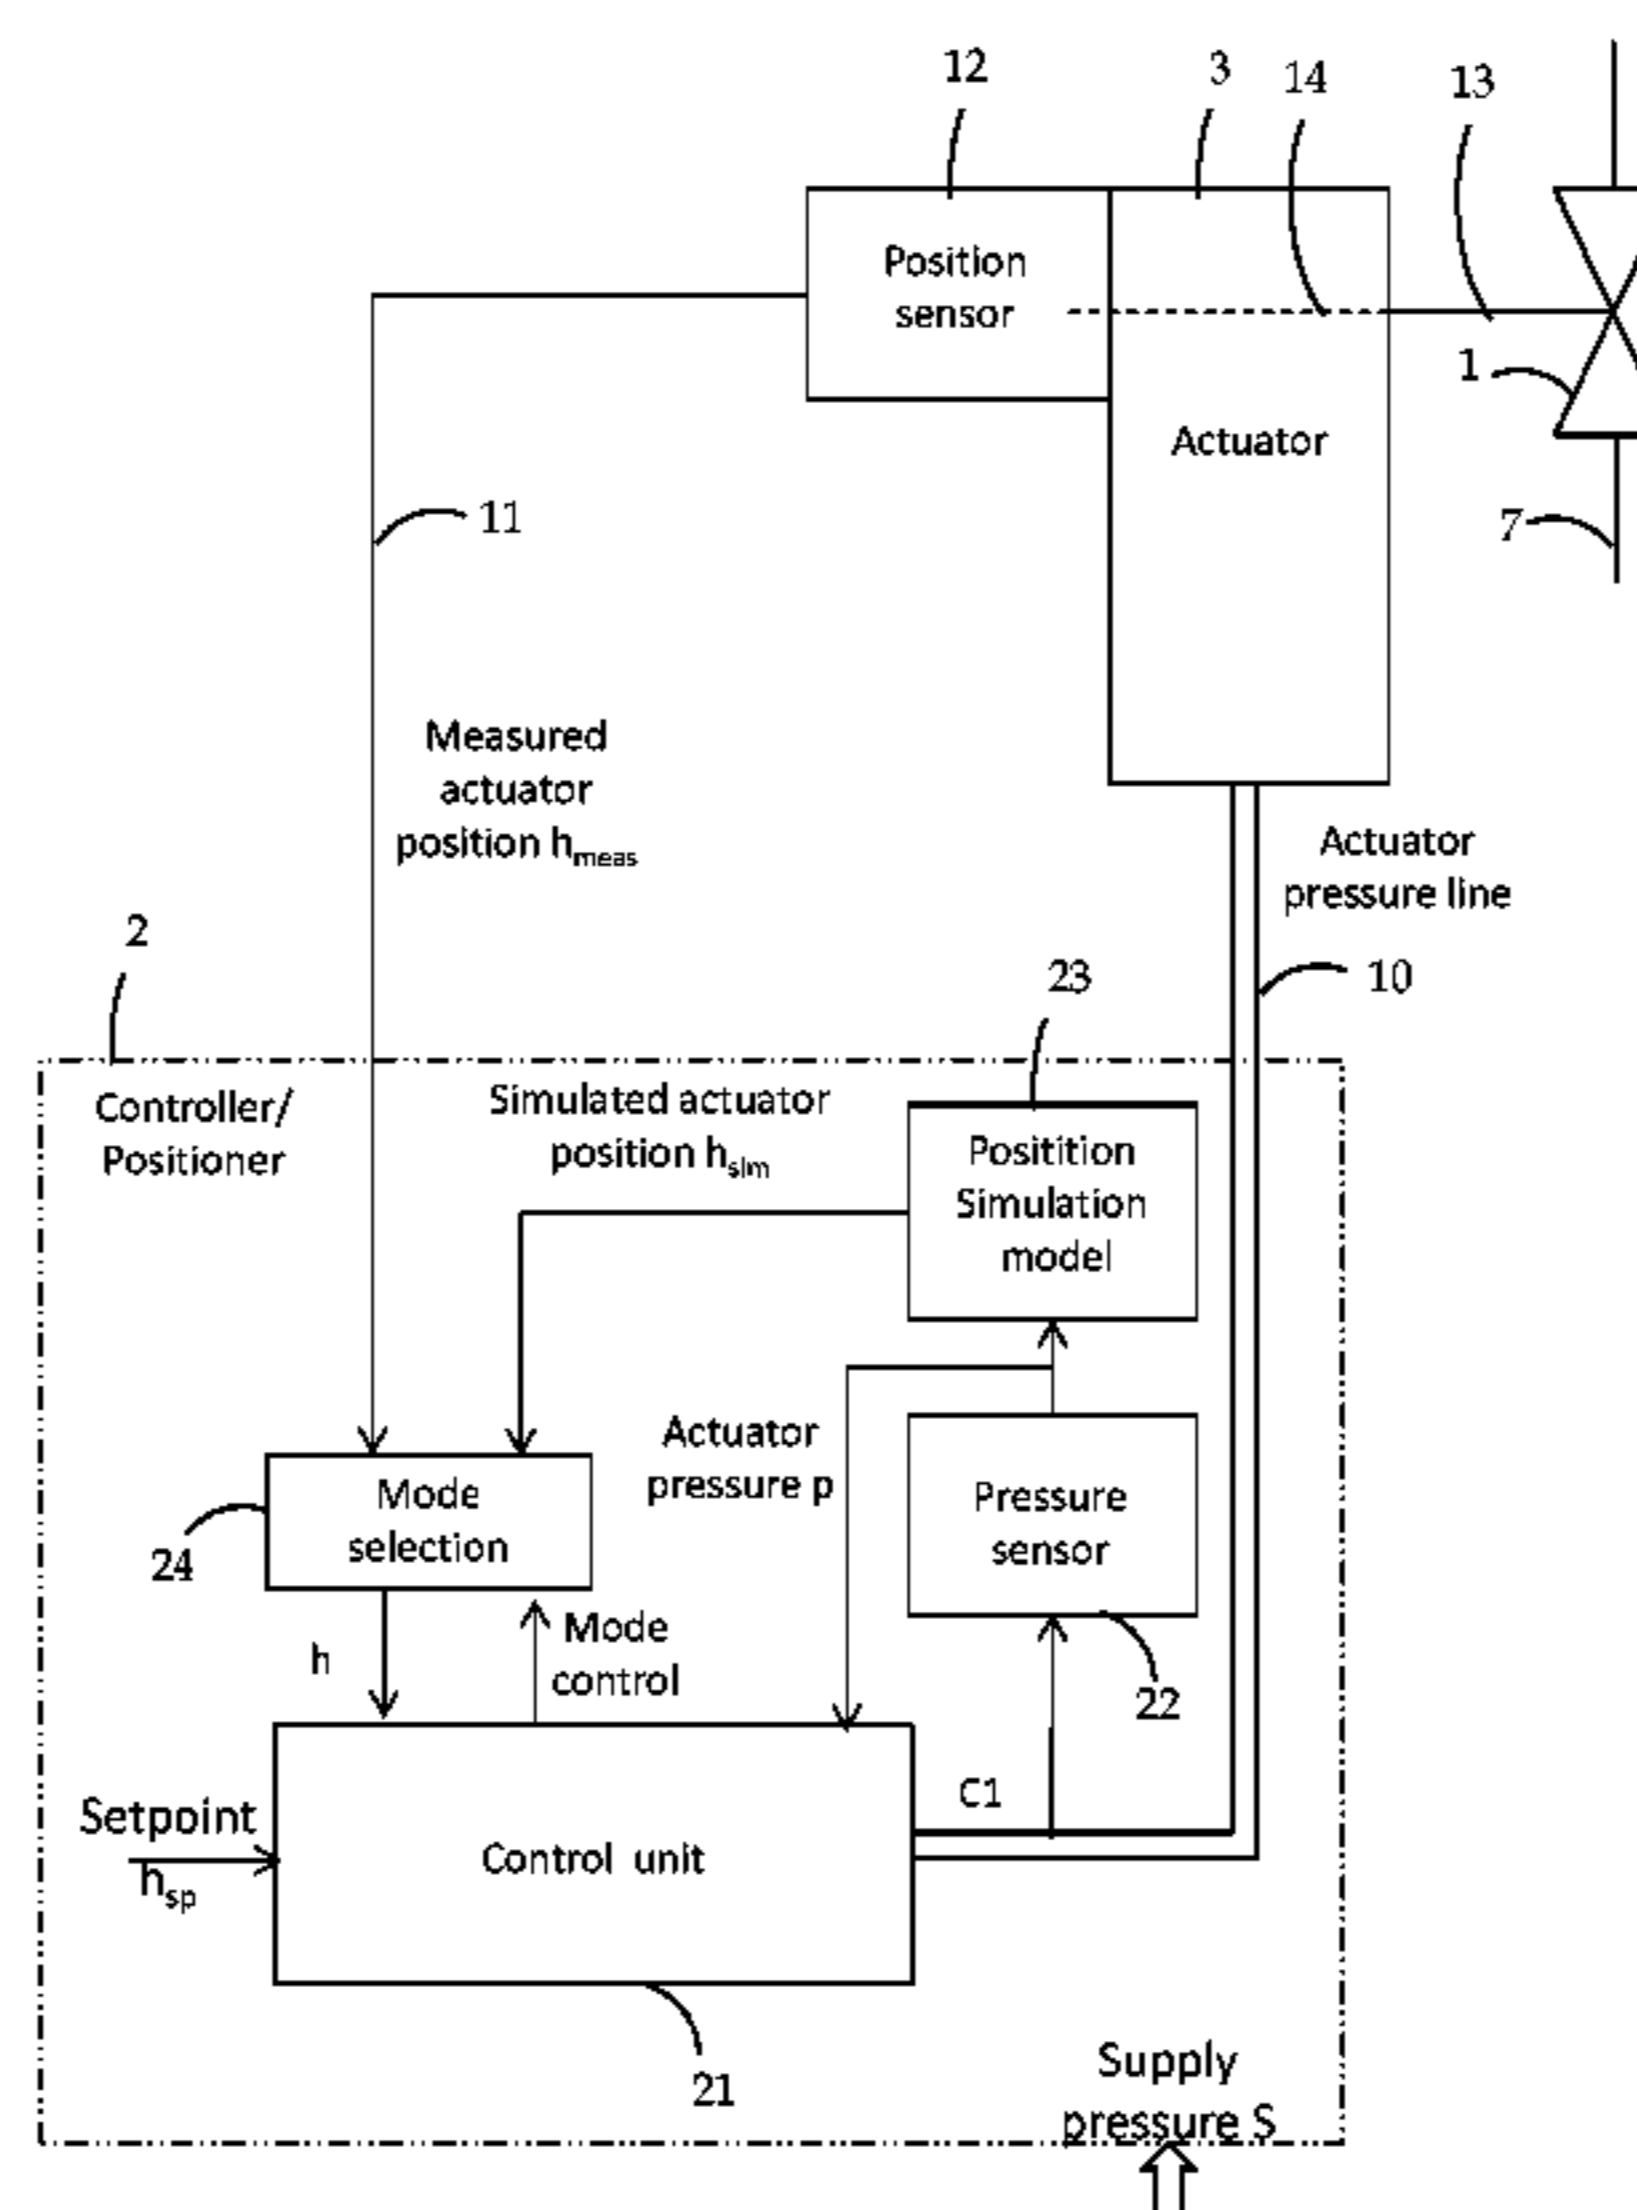 12
3
14
13
Position
sensor
1
Actuator
11
7
Measured
actuator
position hmeas
Actuator
pressure line
2
23
10
Controller/
Positioner
Simulated actuator
position hsim
Positition
Simulation
model
Actuator
pressure p
Mode
selection
Pressure
sensor
24
h
Mode
control
22
C1
Setpoint
hsp
Control unit
21
Supply
pressure S